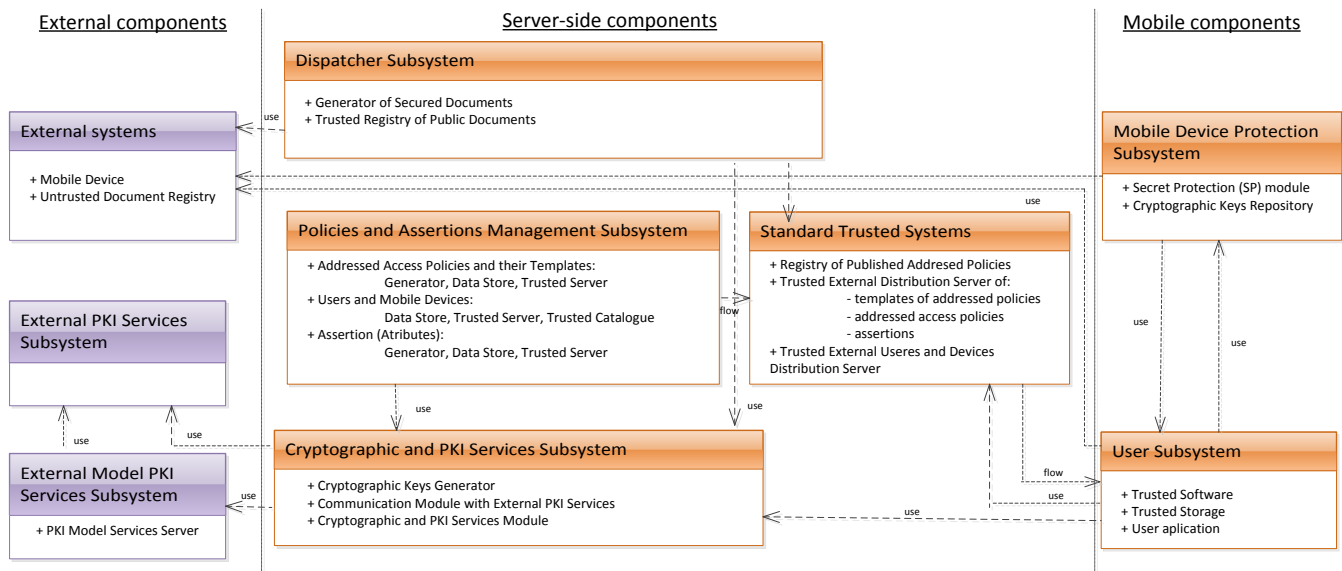 External components
Server-side components
Mobile components
Dispatcher Subsystem
+ Generator of Secured Documents
+ Trusted Registry of Public Documents
use
External systems
+ Mobile Device
+ Untrusted Document Registry
Mobile Device Protection
Subsystem
+ Secret Protection (SP) module
+ Cryptographic Keys Repository
use
Policies and Assertions Management Subsystem
+ Addressed Access Policies and their Templates:
Generator, Data Store, Trusted Server
+ Users and Mobile Devices:
Data Store, Trusted Server, Trusted Catalogue
+ Assertion (Atributes):
Generator, Data Store, Trusted Server
flow
Standard Trusted Systems
+ Registry of Published Addresed Policies
+ Trusted External Distribution Server of:
- templates of addressed policies
- addressed access policies
- assertions
+ Trusted External Useres and Devices
Distribution Server
use
use
External PKI Services
Subsystem
use
use
use
use
External Model PKI
Services Subsystem
+ PKI Model Services Server
use
Cryptographic and PKI Services Subsystem
+ Cryptographic Keys Generator
+ Communication Module with External PKI Services
+ Cryptographic and PKI Services Module
flow
use
use
User Subsystem
+ Trusted Software
+ Trusted Storage
+ User aplication